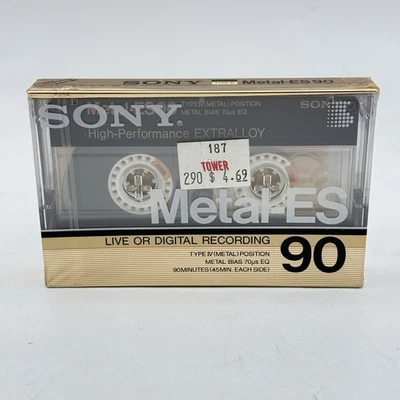 SONY Metal-ES90
SONY®
TYPE IV (METAL) POSITION
METAL BIAS 70µs EQ
SONY
High-Performance EXTRALLOY
187
TOWER
290 $ 4.69
Metal-ES
LIVE OR DIGITAL RECORDING
90
TYPE IV (METAL) POSITION
METAL BIAS 70µs EQ
90MINUTES (45MIN. EACH SIDE)